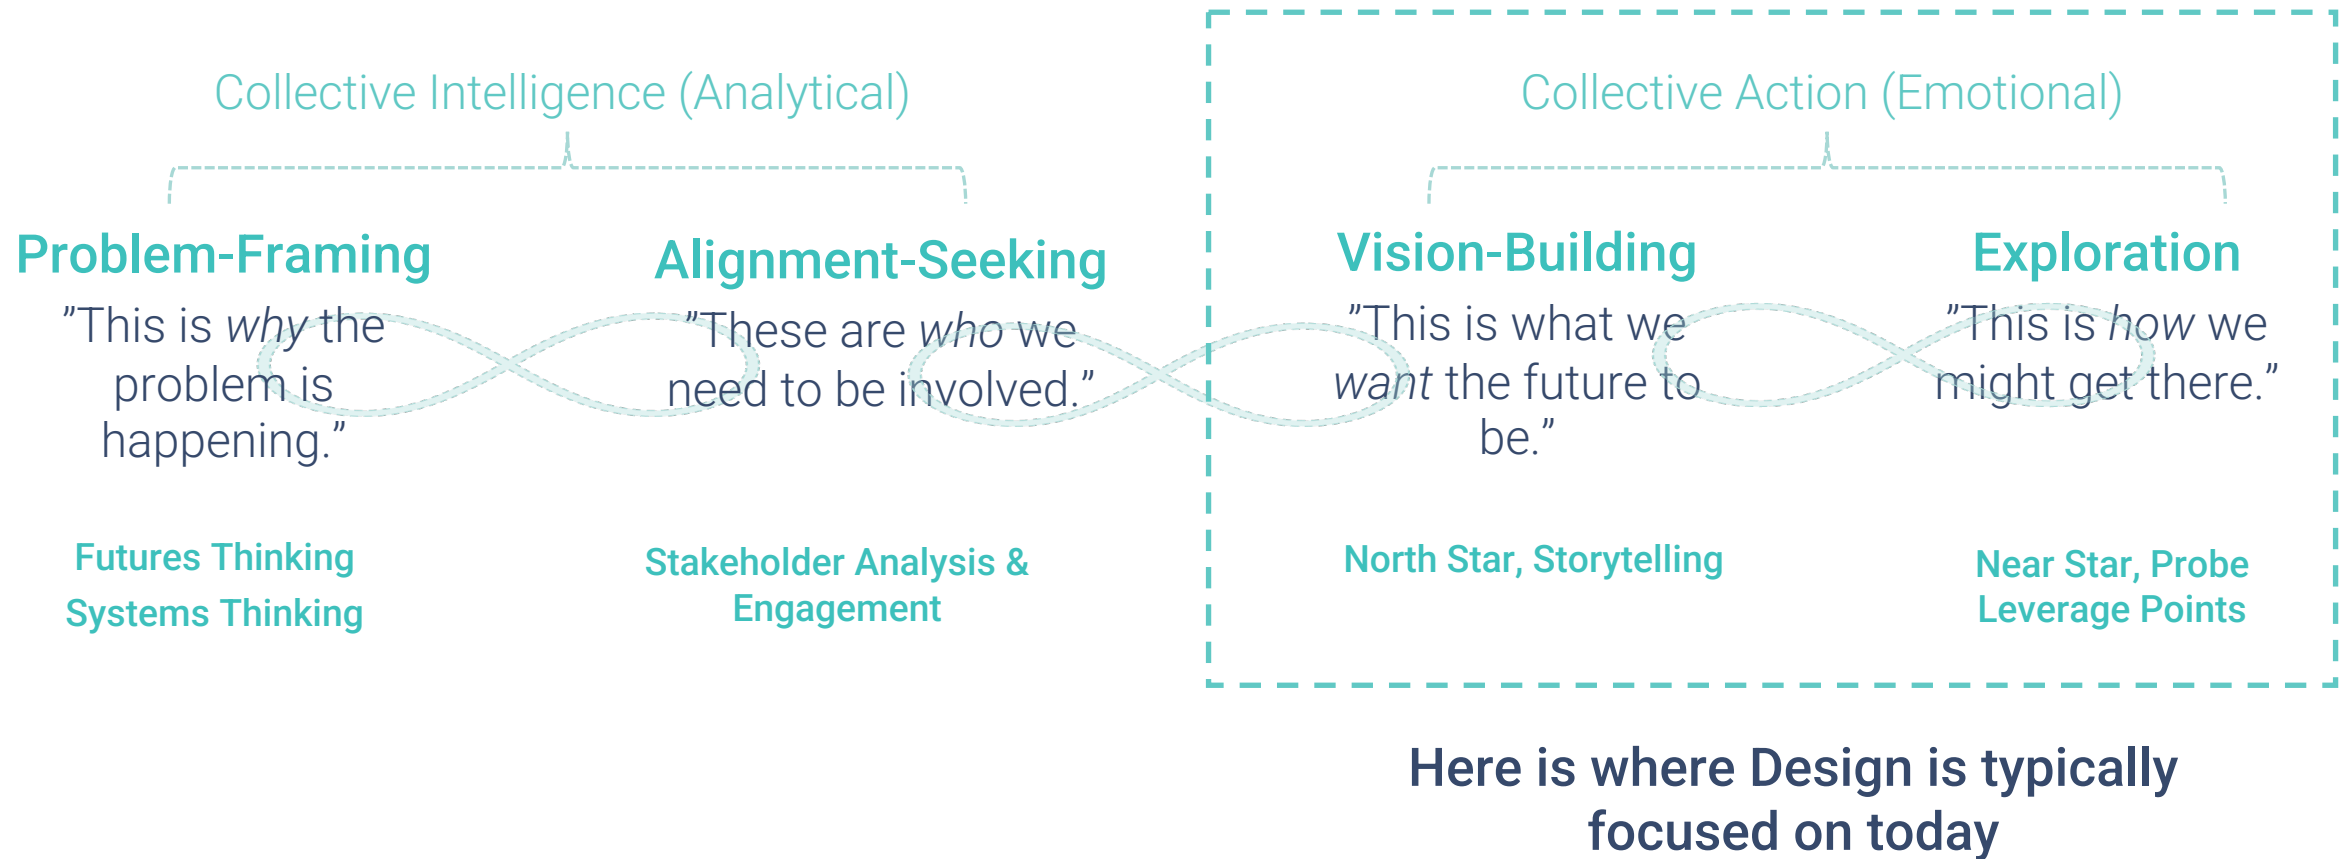 Collective Intelligence (Analytical)
Collective Action (Emotional)
Problem-Framing
”This is why the
problem is
happening.”
Futures Thinking
Systems Thinking
Alignment-Seeking
”These are who we
need to be involved.”
Stakeholder Analysis &
Engagement
Vision-Building
”This is what we
want the future to
be.”
North Star, Storytelling
Exploration
”This is how we
might get there.”
Near Star, Probe
Leverage Points
Here is where Design is typically
focused on today